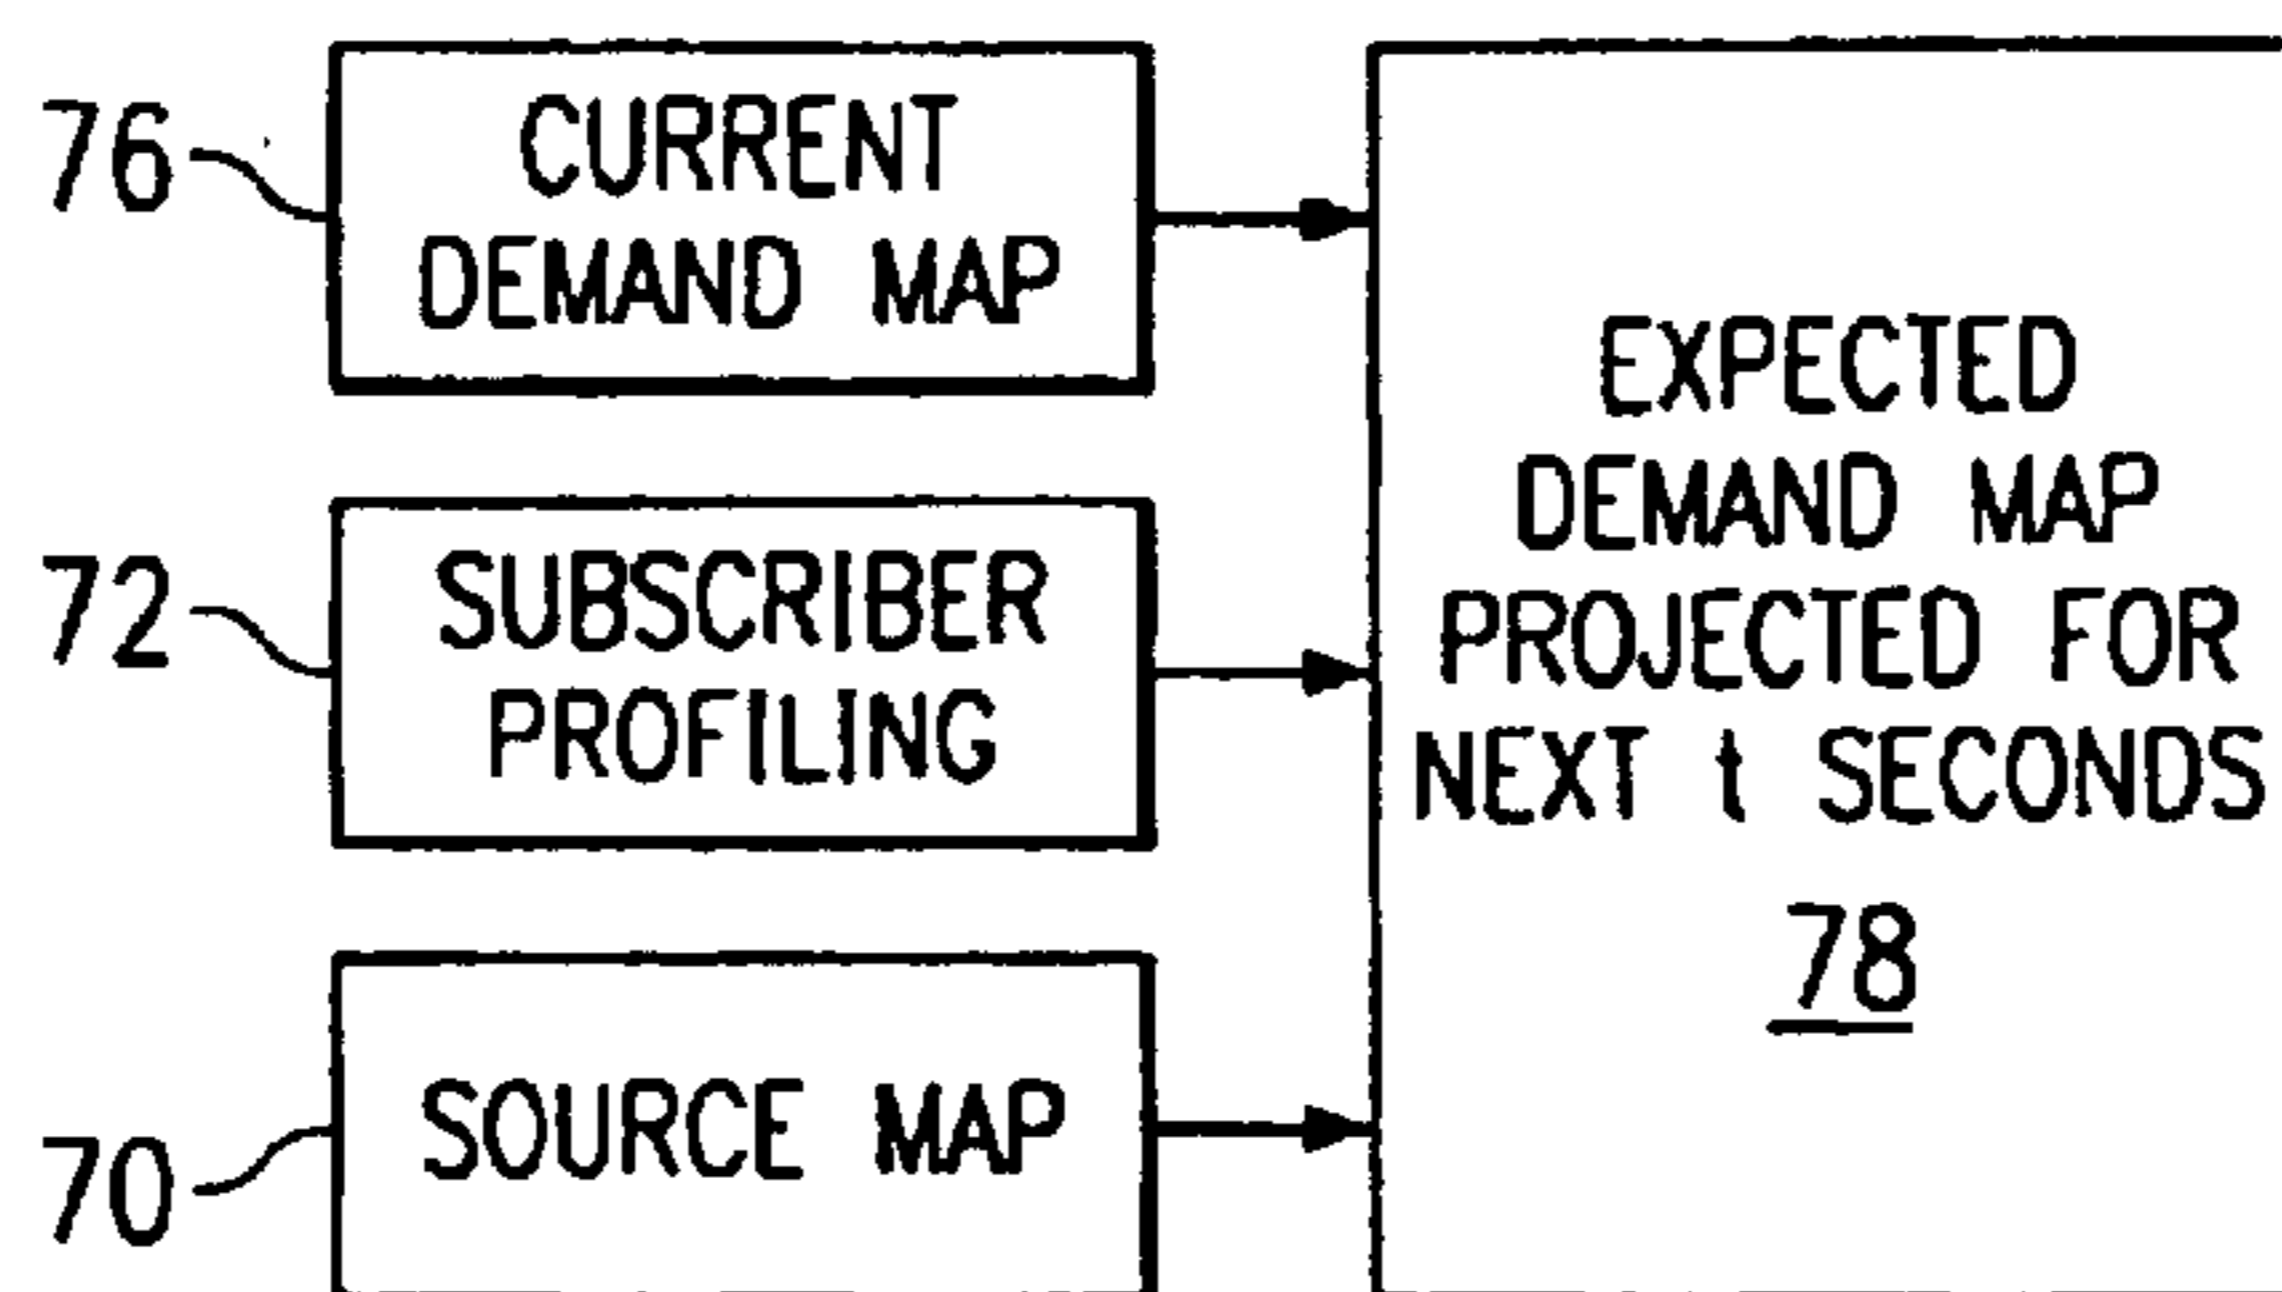 76
CURRENT
DEMAND MAP
72
SUBSCRIBER
PROFILING
70
SOURCE MAP
EXPECTED
DEMAND MAP
PROJECTED FOR
NEXT t SECONDS
78